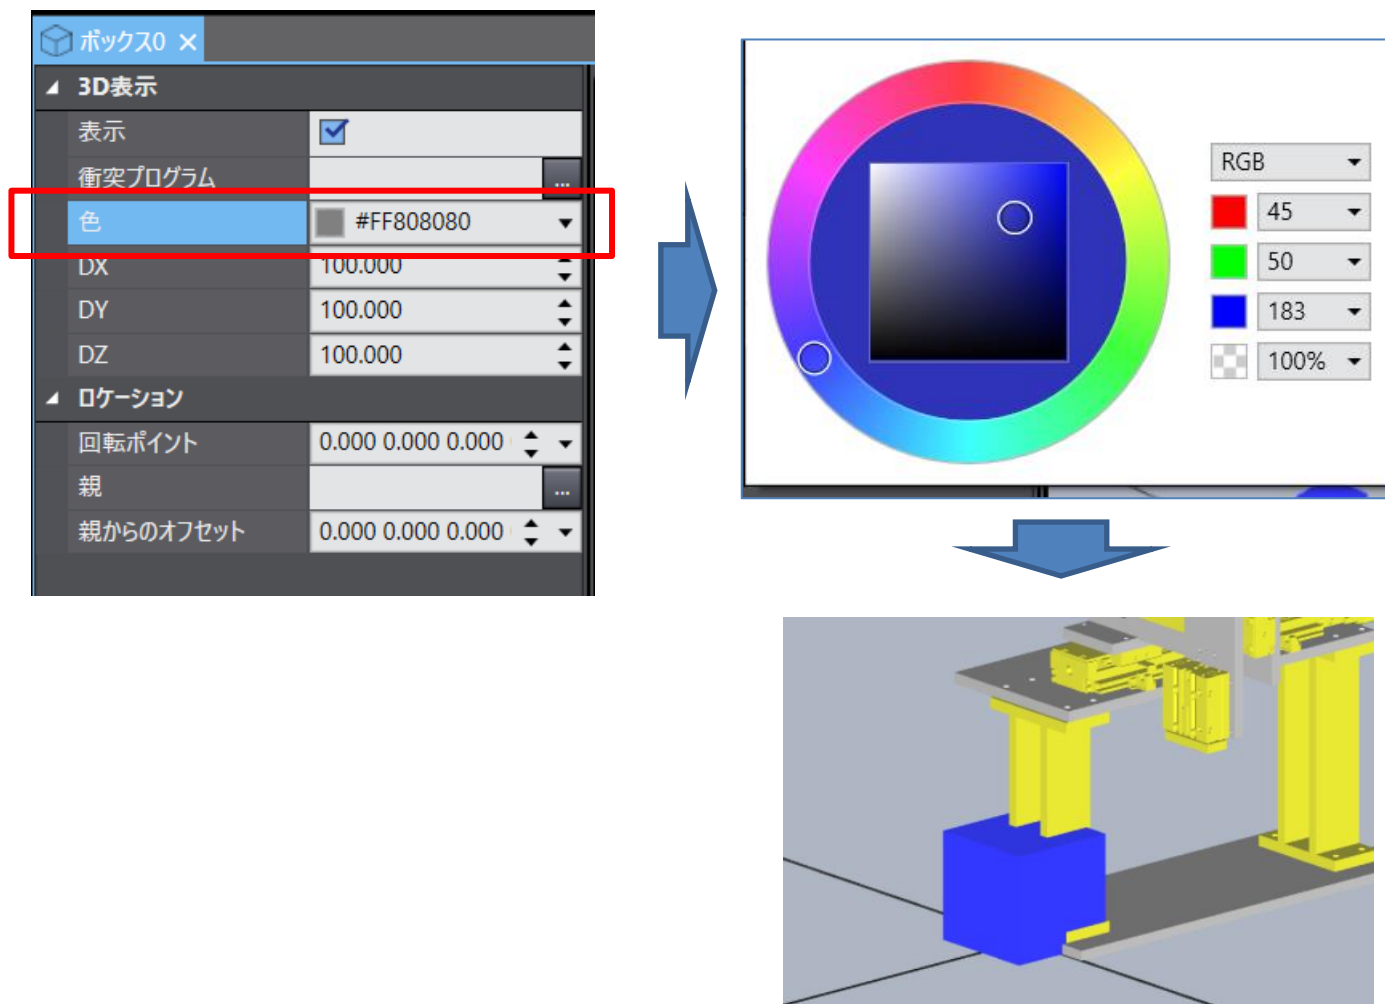 ボックス0 ×
3D表示
表示
衝突プログラム ...
色 #FF808080
DX 100.000
DY 100.000
DZ 100.000
ロケーション
回転ポイント 0.000 0.000 0.000
親 ...
親からのオフセット 0.000 0.000 0.000
RGB
45
50
183
100%